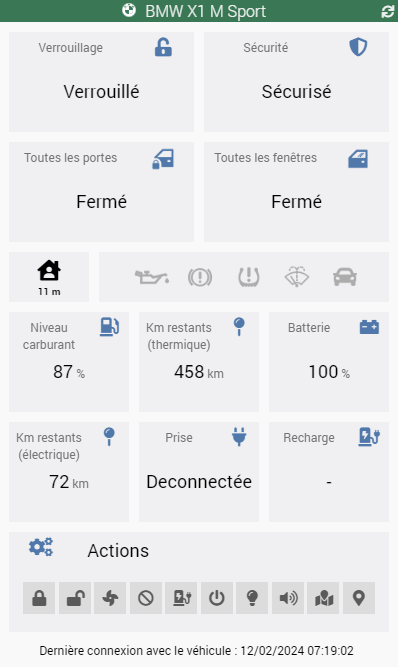 BMW X1 M Sport
Verrouillage
Verrouillé
Sécurité
Sécurisé
Toutes les portes
Fermé
Toutes les fenêtres
Fermé
11 m
Niveau
carburant
87 %
Km restants
(thermique)
458 km
Batterie
100 %
Km restants
(électrique)
72 km
Prise
Deconnectée
Recharge
-
Actions
Dernière connexion avec le véhicule : 12/02/2024 07:19:02